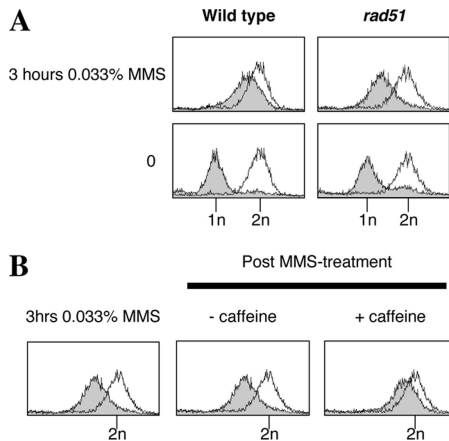 A
Wild type rad51
3 hours 0.033% MMS
0
1n 2n 1n 2n
B
Post MMS-treatment
3hrs 0.033% MMS - caffeine + caffeine
2n 2n 2n